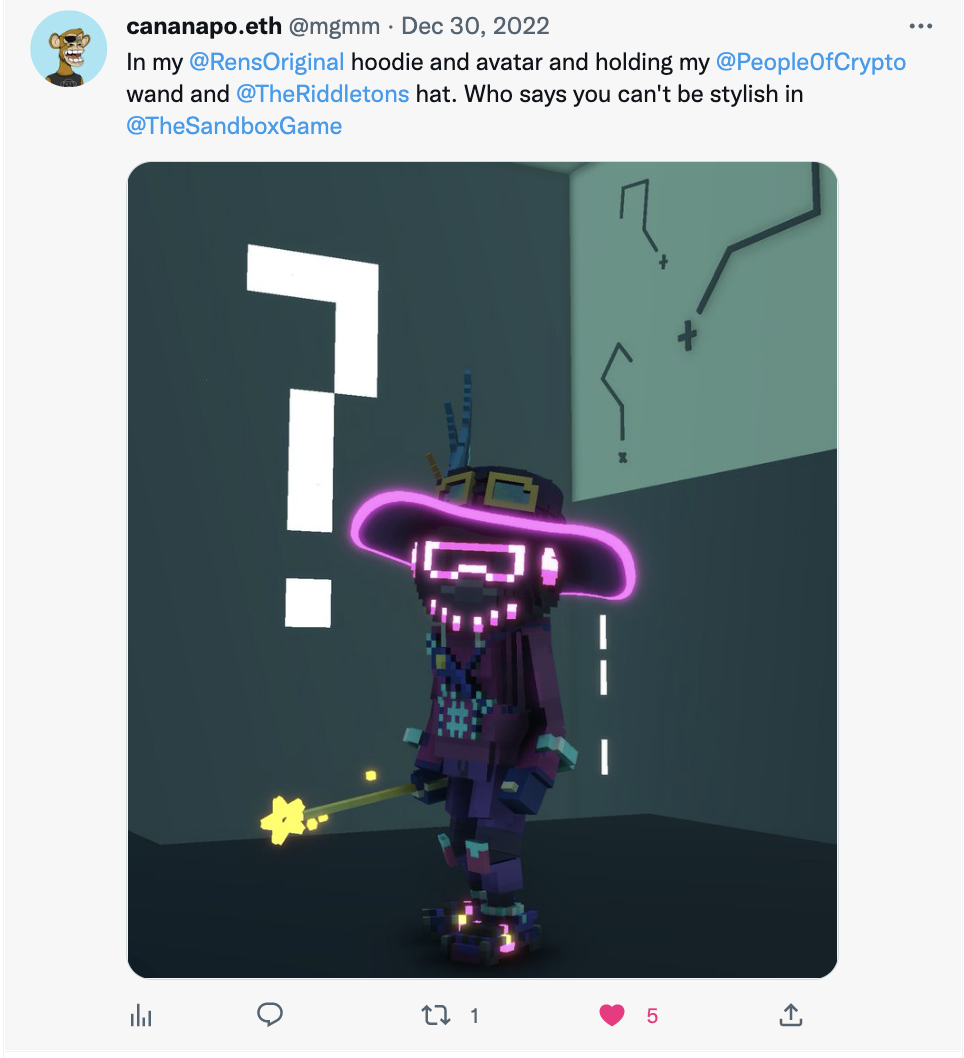 cananapo.eth @mgmm · Dec 30, 2022
In my @RensOriginal hoodie and avatar and holding my @PeopleOfCrypto
wand and @TheRiddletons hat. Who says you can't be stylish in
@TheSandboxGame
?
#
1
5